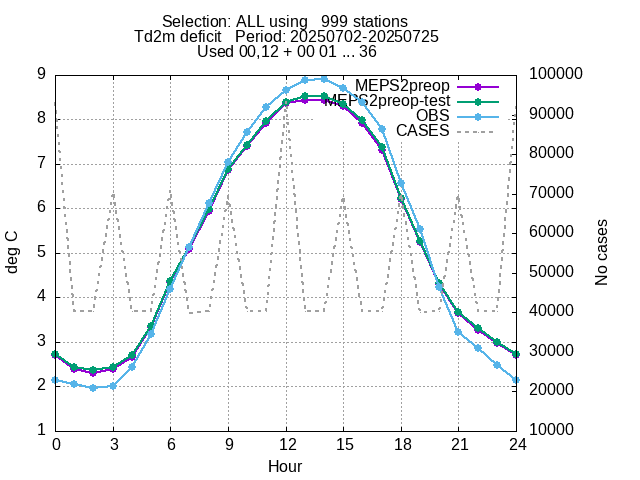 Selection: ALL using   999 stations
Td2m deficit   Period: 20250702-20250725
Used 00,12 + 00 01 ... 36
MEPS2preop
MEPS2preop-test
OBS
CASES
9
8
7
6
5
4
3
2
1
100000
90000
80000
70000
60000
50000
40000
30000
20000
10000
deg C
No cases
0 3 6 9 12 15 18 21 24
Hour